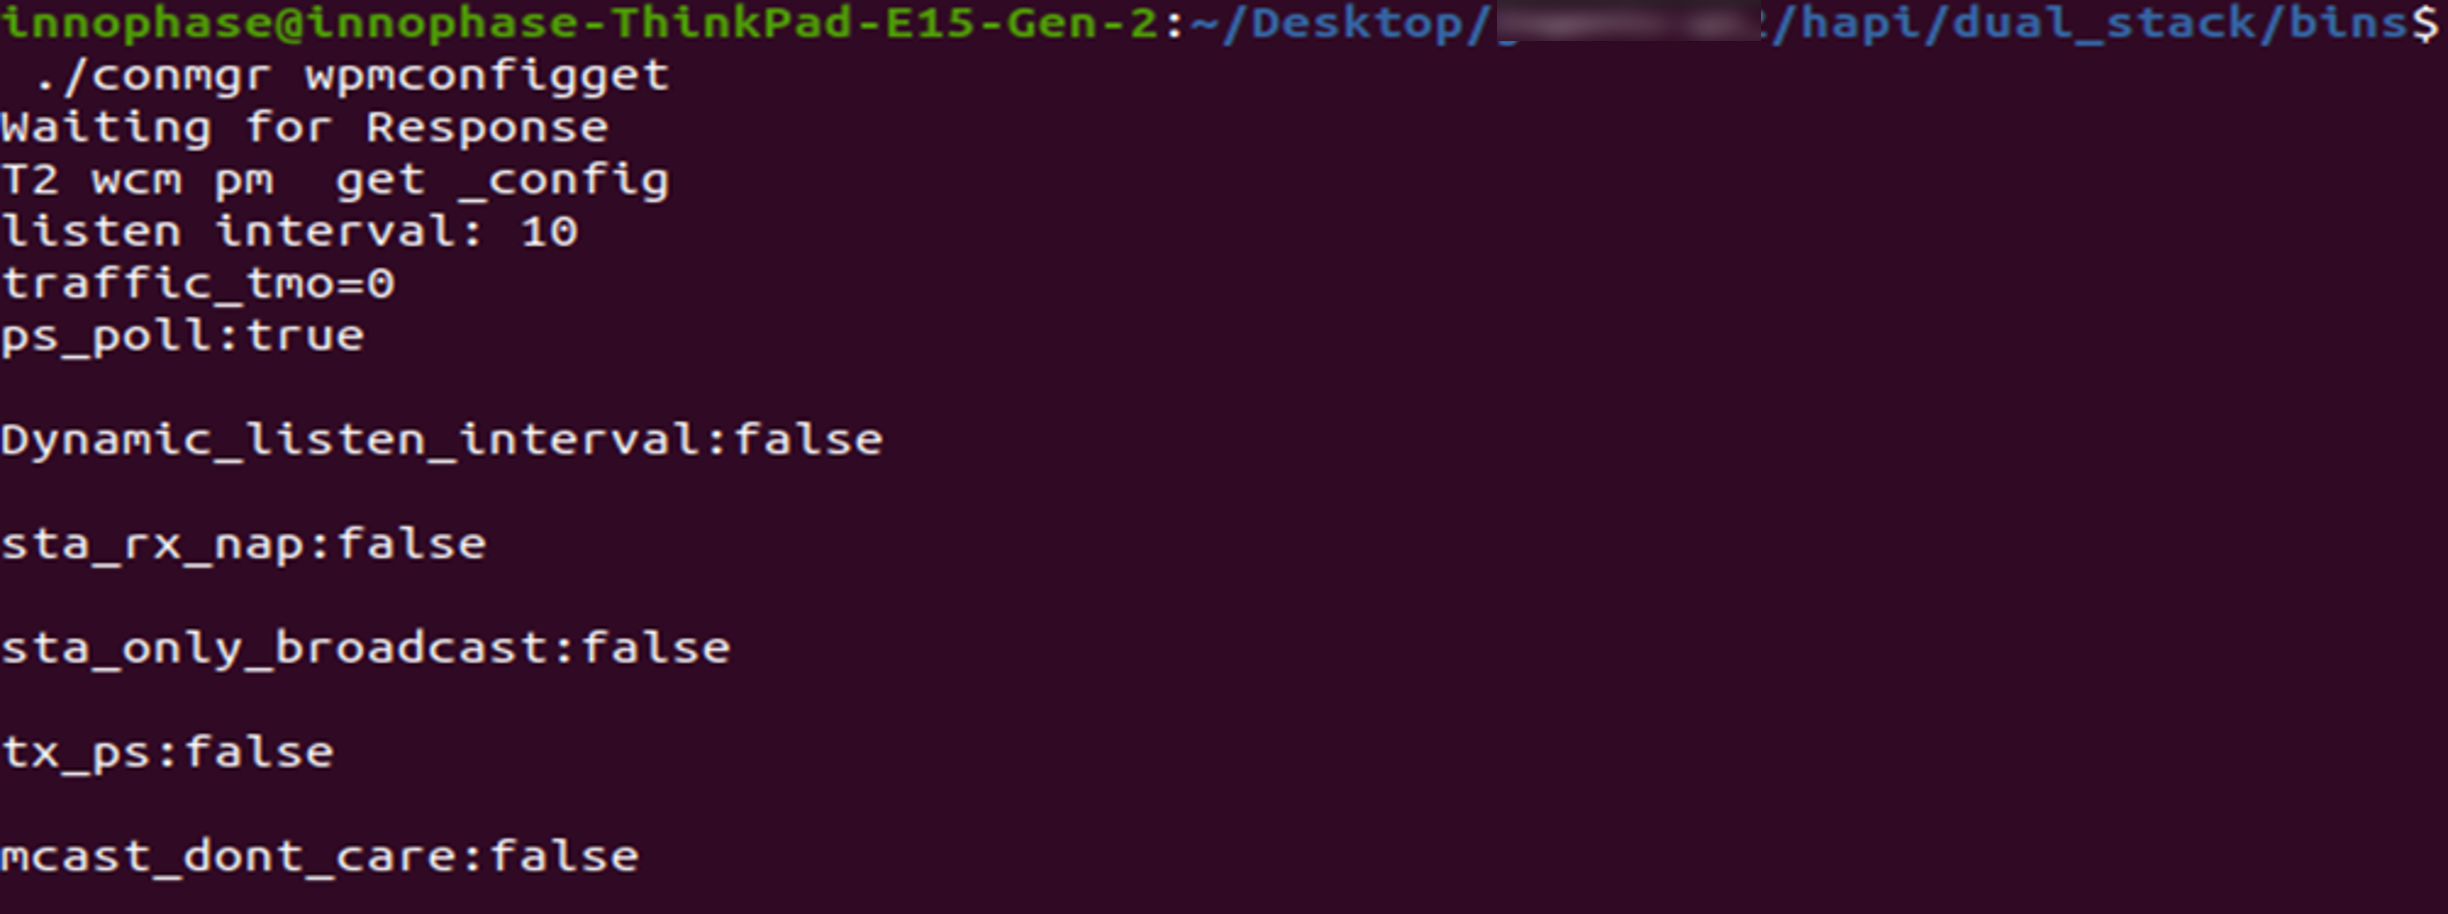 innophase@innophase-ThinkPad-E15-Gen-2:~/Desktop/ /hapi/dual_stack/bins$
./conmgr wpmconfigget
Waiting for Response
T2 wcm pm  get _config
listen interval: 10
traffic_tmo=0
ps_poll:true
Dynamic_listen_interval:false
sta_rx_nap:false
sta_only_broadcast:false
tx_ps:false
mcast_dont_care:false